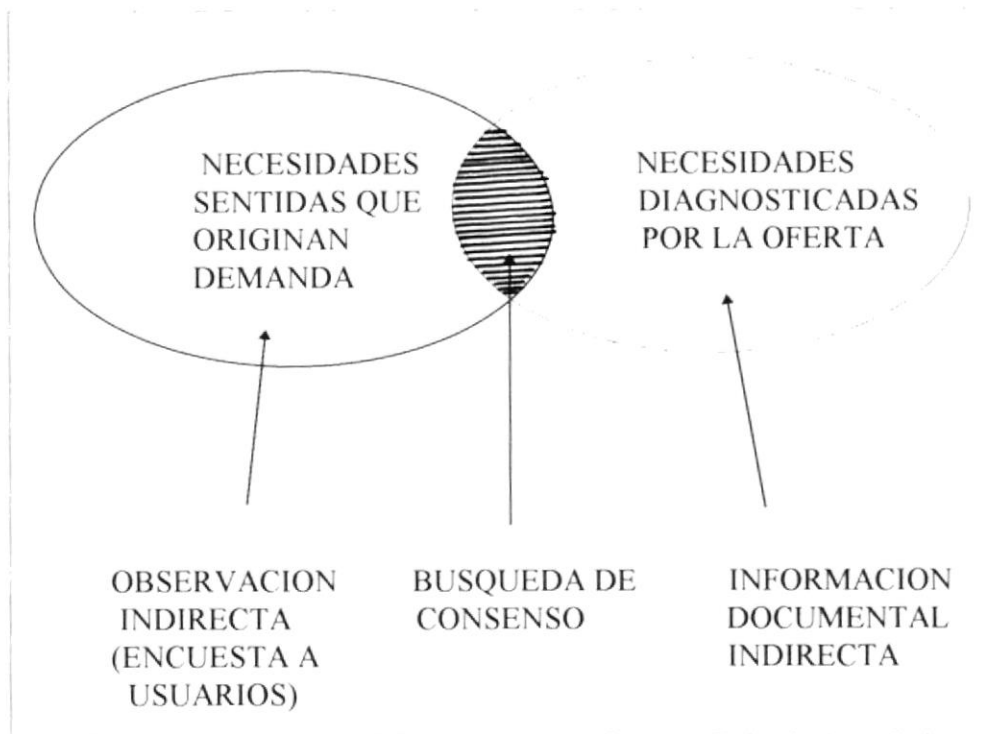 NECESIDADES
SENTIDAS QUE
ORIGINAN
DEMANDA
NECESIDADES
DIAGNOSTICADAS
POR LA OFERTA
OBSERVACION
INDIRECTA
(ENCUESTA A
USUARIOS)
BUSQUEDA DE
CONSENSO
INFORMACION
DOCUMENTAL
INDIRECTA